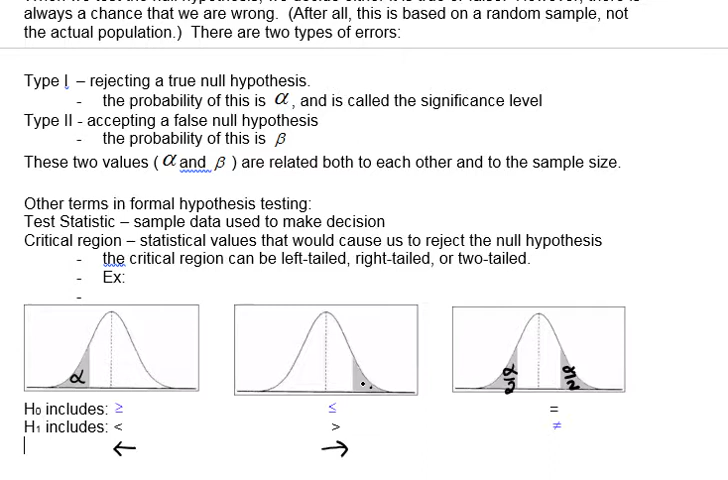 always a chance that we are wrong. (After all, this is based on a random sample, not
the actual population.) There are two types of errors:
Type I – rejecting a true null hypothesis.
- the probability of this is α, and is called the significance level
Type II - accepting a false null hypothesis
- the probability of this is β
These two values ( α and β ) are related both to each other and to the sample size.
Other terms in formal hypothesis testing:
Test Statistic – sample data used to make decision
Critical region – statistical values that would cause us to reject the null hypothesis
- the critical region can be left-tailed, right-tailed, or two-tailed.
- Ex:
-
α α/2 α/2
H₀ includes: ≥ ≤ =
H₁ includes: < > ≠
← →